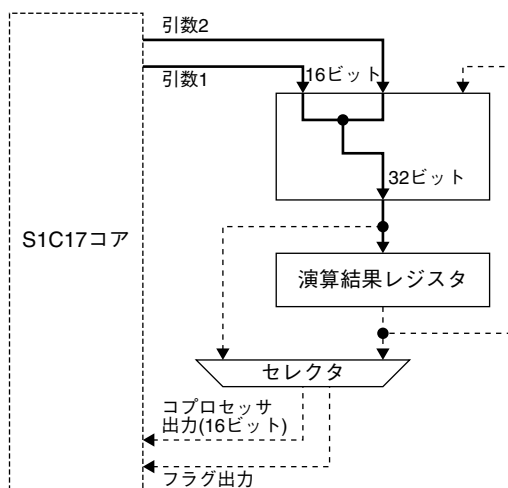 引数2
引数1
16ビット
32ビット
S1C17コア
演算結果レジスタ
セレクタ
コプロセッサ
出力(16ビット)
フラグ出力